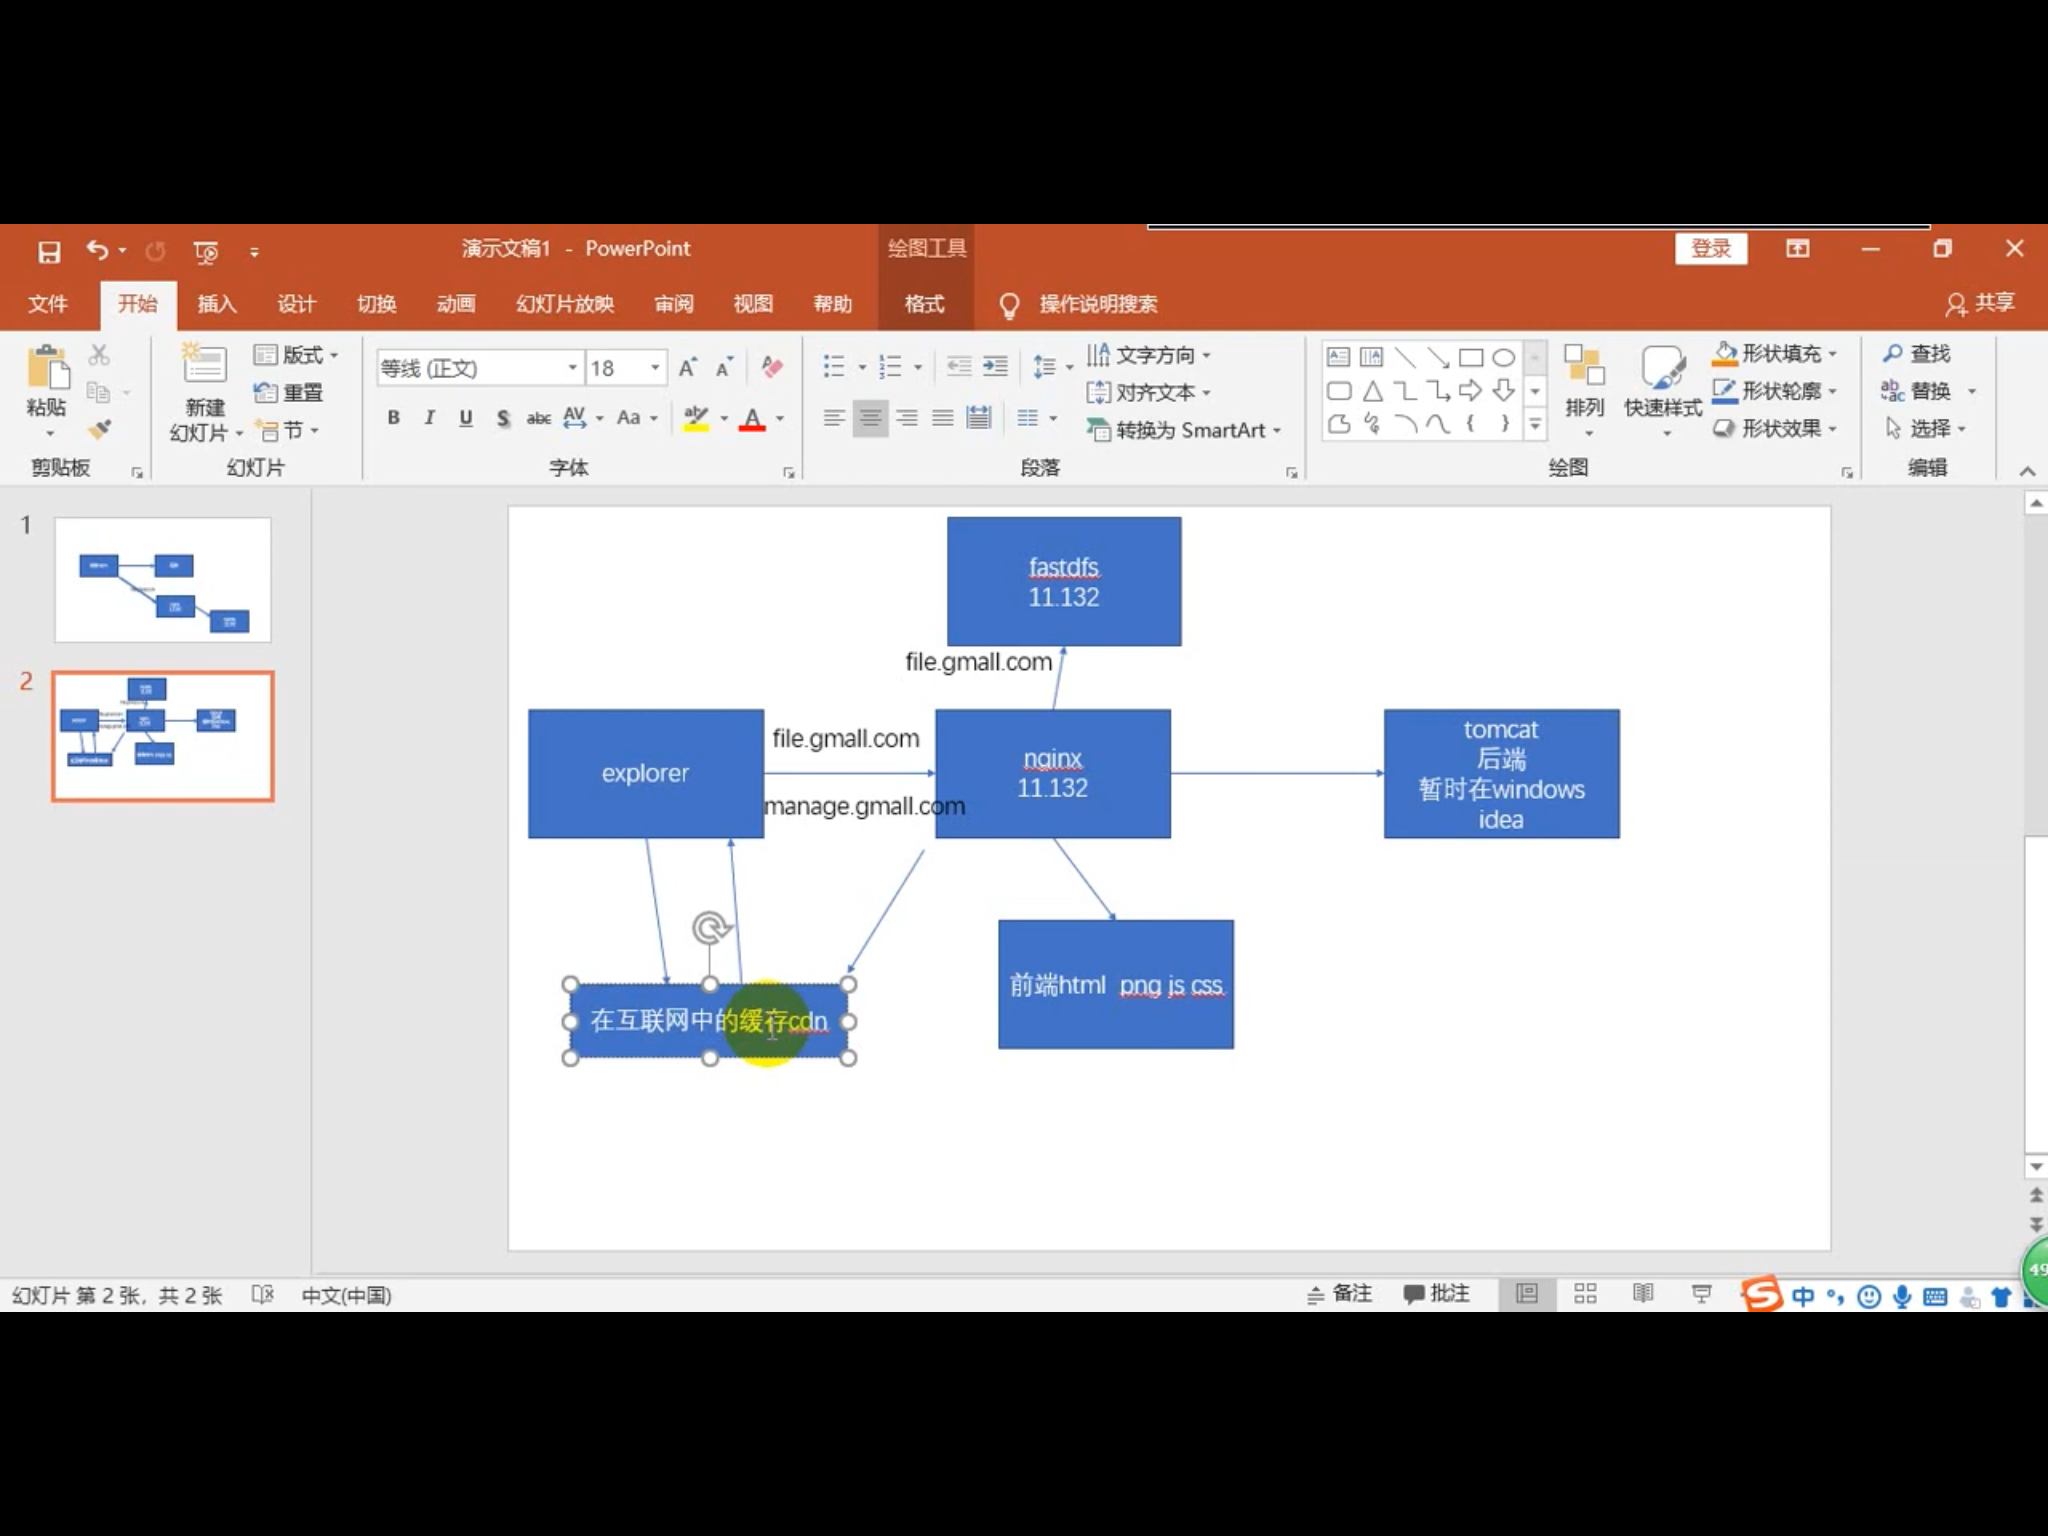 演示文稿1 - PowerPoint
绘图工具
登录
文件 开始 插入 设计 切换 动画 幻灯片放映 审阅 视图 帮助 格式 操作说明搜索 共享
粘贴
剪贴板
新建
幻灯片
版式
重置
节
幻灯片
等线 (正文) 18
B I U S abc AV Aa A
字体
文字方向
对齐文本
转换为 SmartArt
段落
排列
快速样式
形状填充
形状轮廓
形状效果
绘图
查找
替换
选择
编辑
1
2
fastdfs
11.132
file.gmall.com
explorer
file.gmall.com
manage.gmall.com
nginx
11.132
tomcat
后端
暂时在windows
idea
在互联网中的缓存cdn
前端html png js css
幻灯片 第 2 张，共 2 张 中文(中国)
备注 批注
中
49